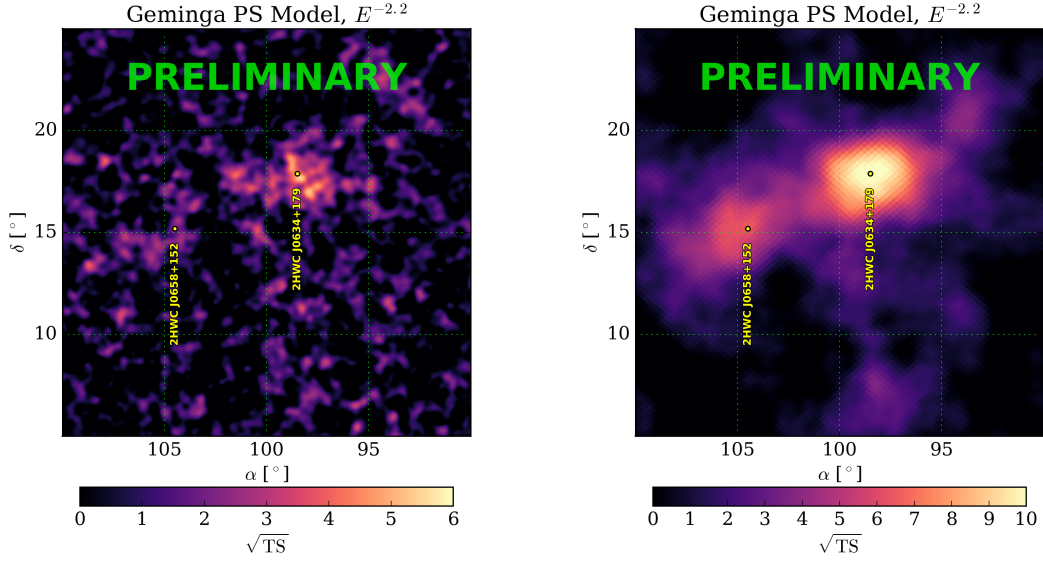 Geminga PS Model, E^{-2.2}
PRELIMINARY
20
15
10
δ [°]
2HWC J0658+152
2HWC J0634+179
105 100 95
α [°]
0 1 2 3 4 5 6
√TS
Geminga PS Model, E^{-2.2}
PRELIMINARY
20
15
10
δ [°]
2HWC J0658+152
2HWC J0634+179
105 100 95
α [°]
0 1 2 3 4 5 6 7 8 9 10
√TS